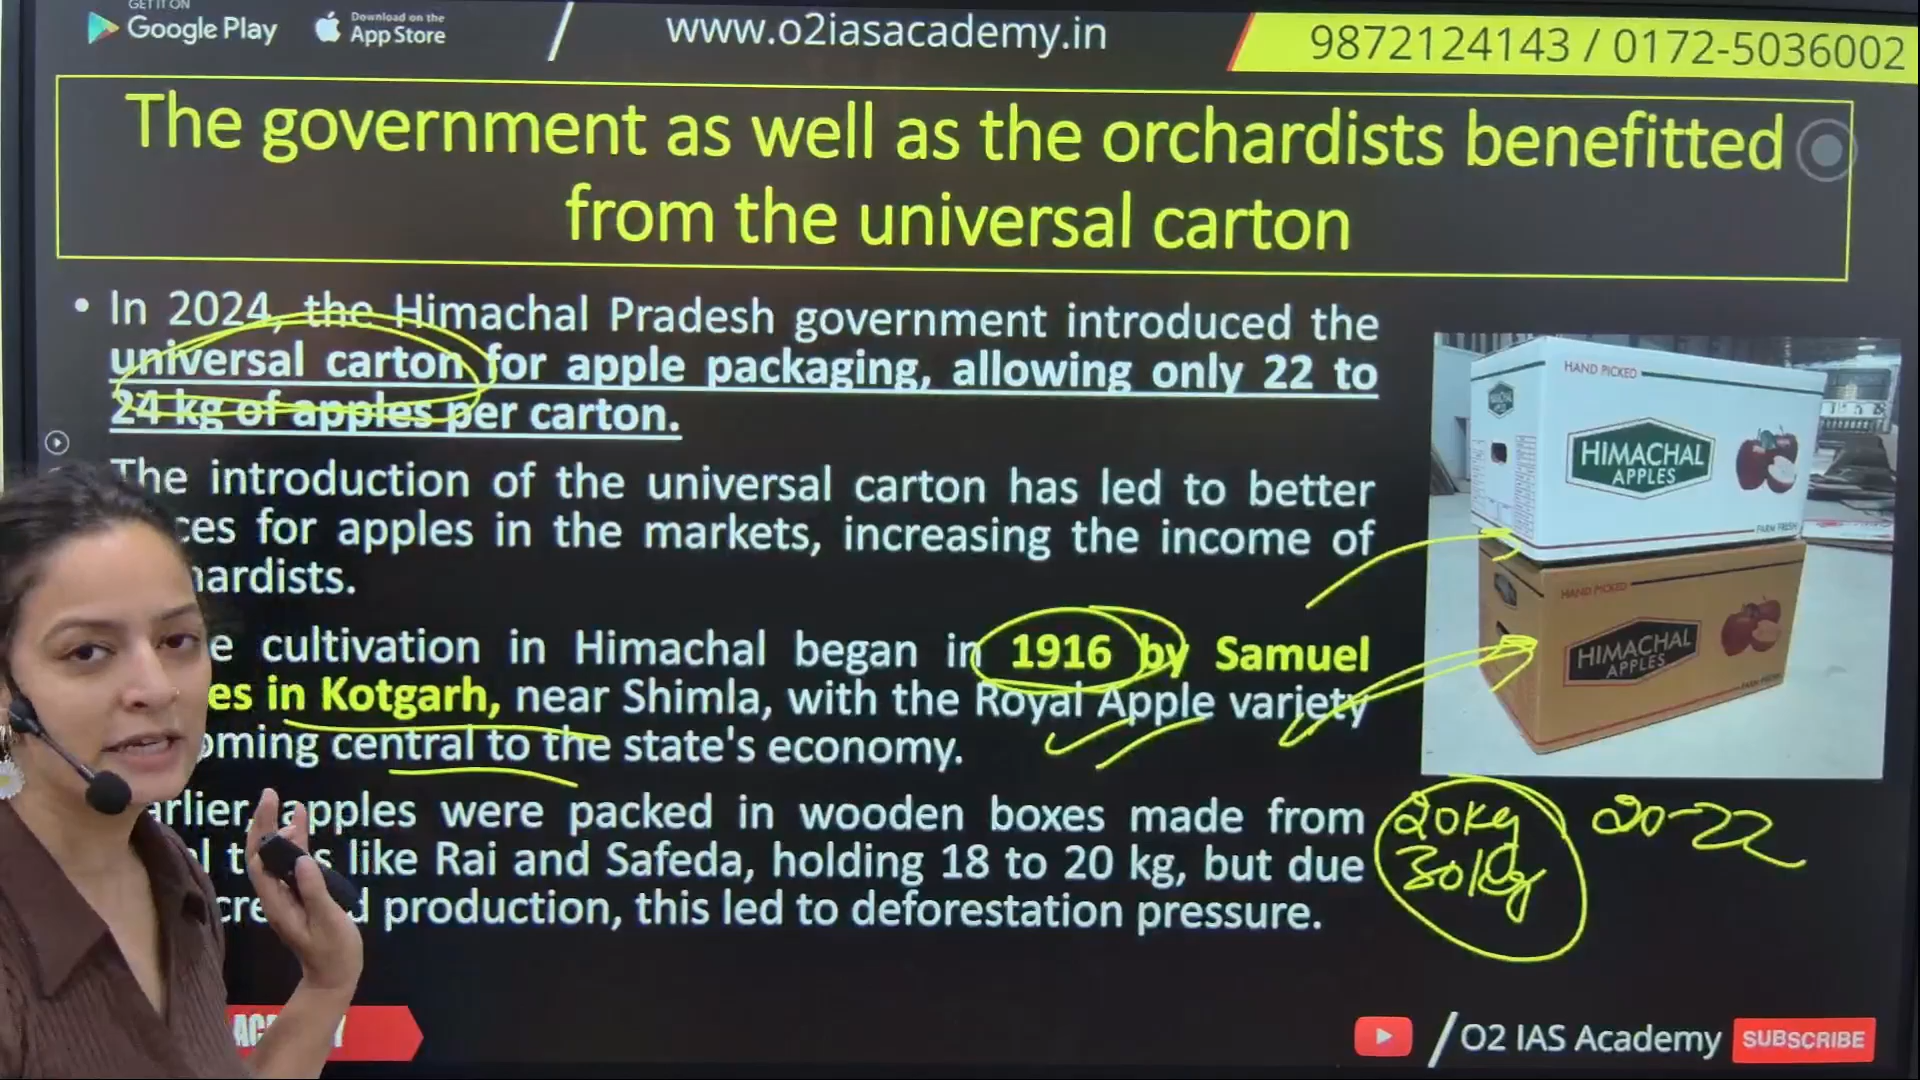 GET IT ON
Google Play
Download on the
App Store
www.o2iasacademy.in
9872124143 / 0172-5036002
The government as well as the orchardists benefitted
from the universal carton
• In 2024, the Himachal Pradesh government introduced the
universal carton for apple packaging, allowing only 22 to
24 kg of apples per carton.
The introduction of the universal carton has led to better
ces for apples in the markets, increasing the income of
hardists.
e cultivation in Himachal began in 1916 by Samuel
es in Kotgarh, near Shimla, with the Royal Apple variety
oming central to the state's economy.
arlier, apples were packed in wooden boxes made from
like Rai and Safeda, holding 18 to 20 kg, but due
production, this led to deforestation pressure.
HAND PICKED
HIMACHAL
APPLES
FARM FRESH
HAND PICKED
HIMACHAL
APPLES
FARM FRESH
20kg
30kg
20-22
/ O2 IAS Academy
SUBSCRIBE